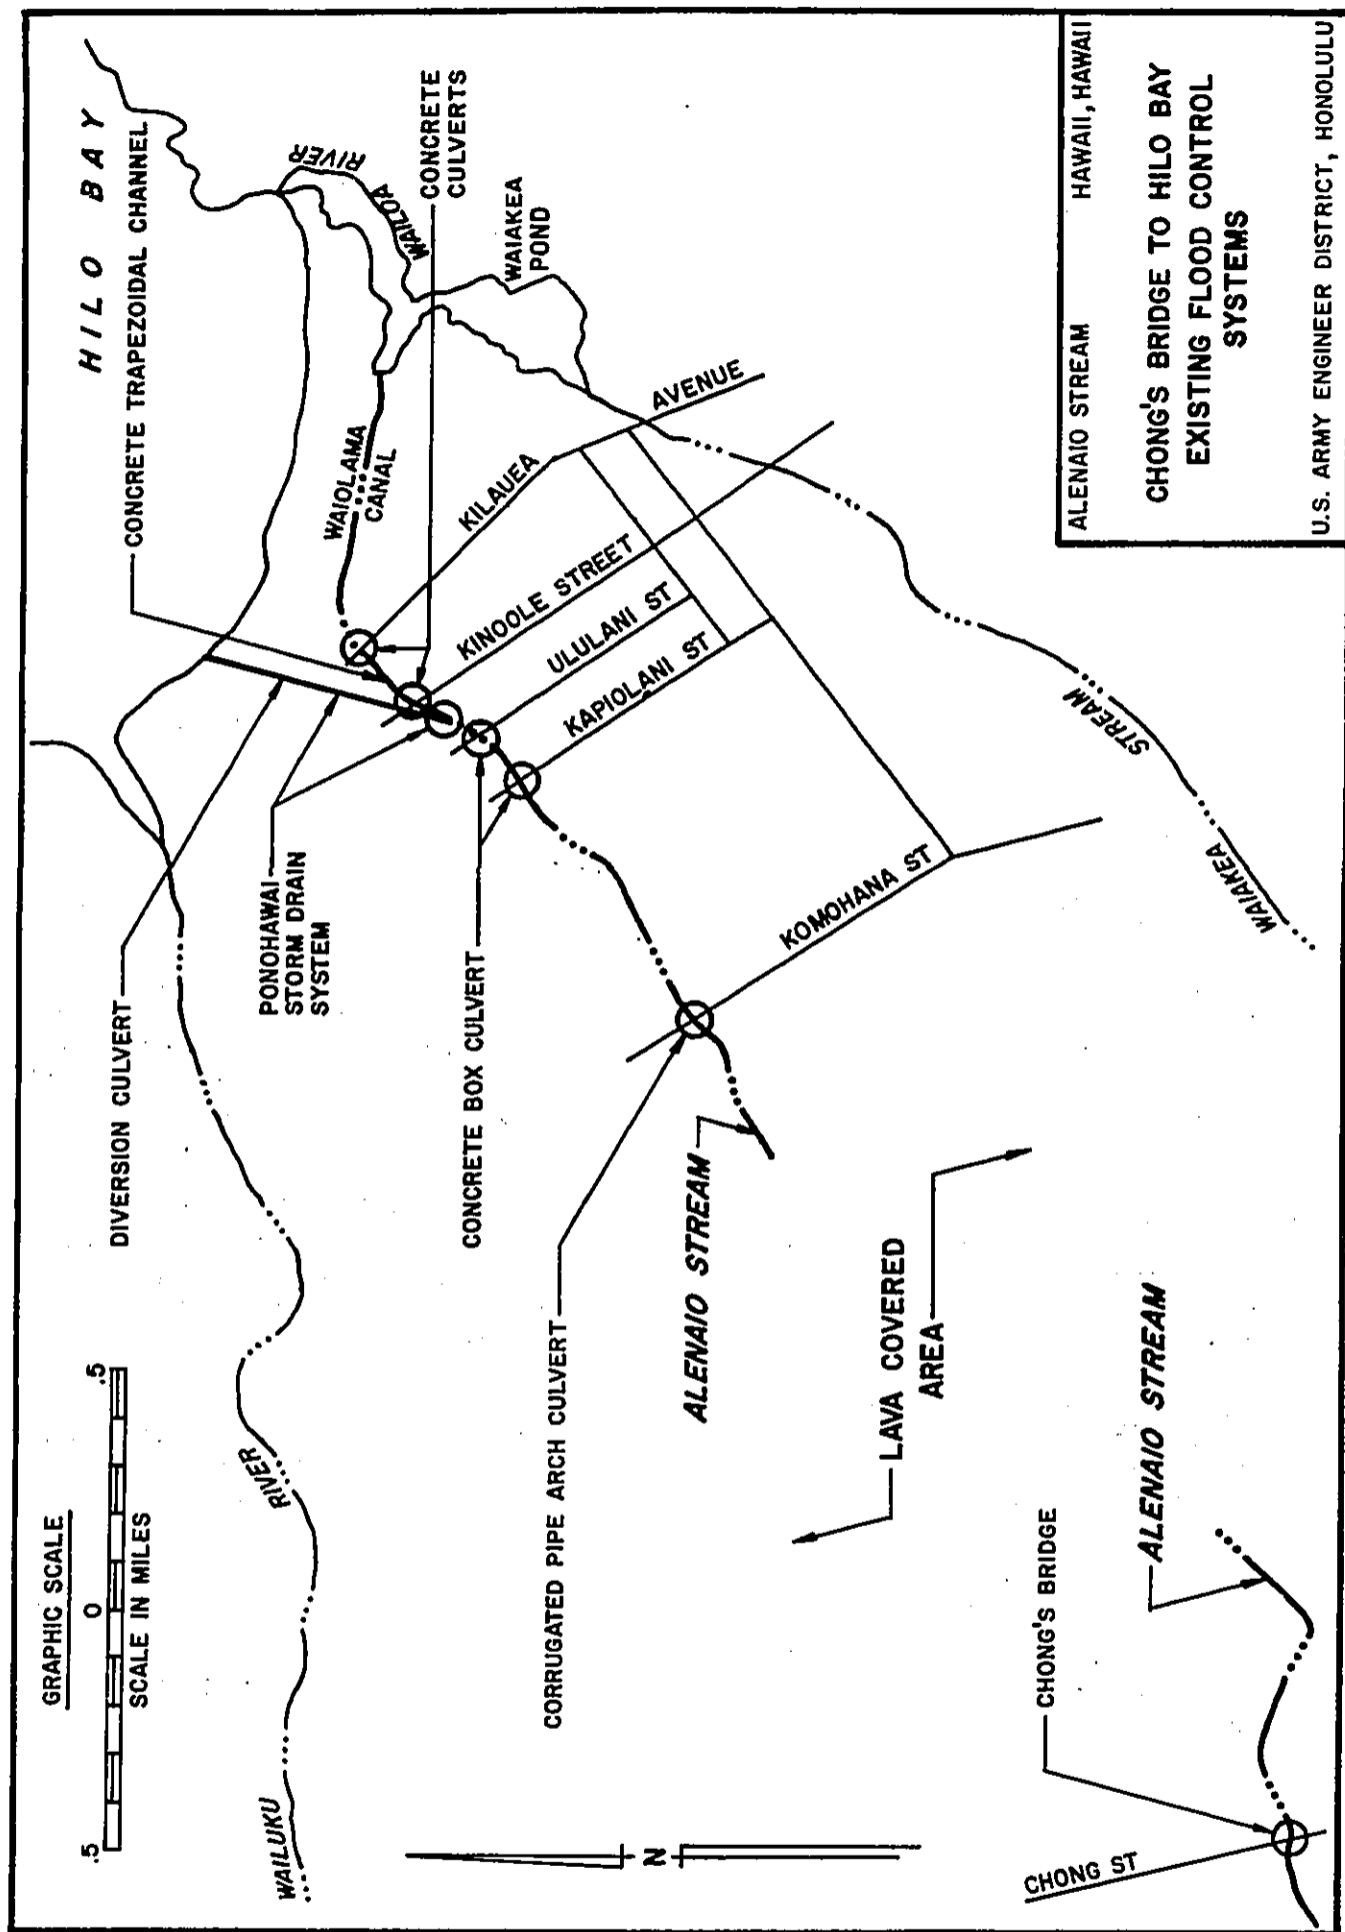 GRAPHIC SCALE
.5 0 .5
SCALE IN MILES
HILO BAY
CONCRETE TRAPEZOIDAL CHANNEL
DIVERSION CULVERT
WAILUKU
RIVER
PONOHAWAI
STORM DRAIN
SYSTEM
WAIOLAMA
CANAL
RIVER
WAILOA
CONCRETE
CULVERTS
WAIAKEA
POND
KILAUEA
AVENUE
KINOOLE STREET
ULULANI ST
KAPIOLANI ST
CONCRETE BOX CULVERT
CORRUGATED PIPE ARCH CULVERT
KOMOHANA ST
ALENAIO STREAM
LAVA COVERED
AREA
WAIAKEA
STREAM
N
CHONG ST
CHONG'S BRIDGE
ALENAIO STREAM
ALENAIO STREAM HAWAII, HAWAII
CHONG'S BRIDGE TO HILO BAY
EXISTING FLOOD CONTROL
SYSTEMS
U.S. ARMY ENGINEER DISTRICT, HONOLULU